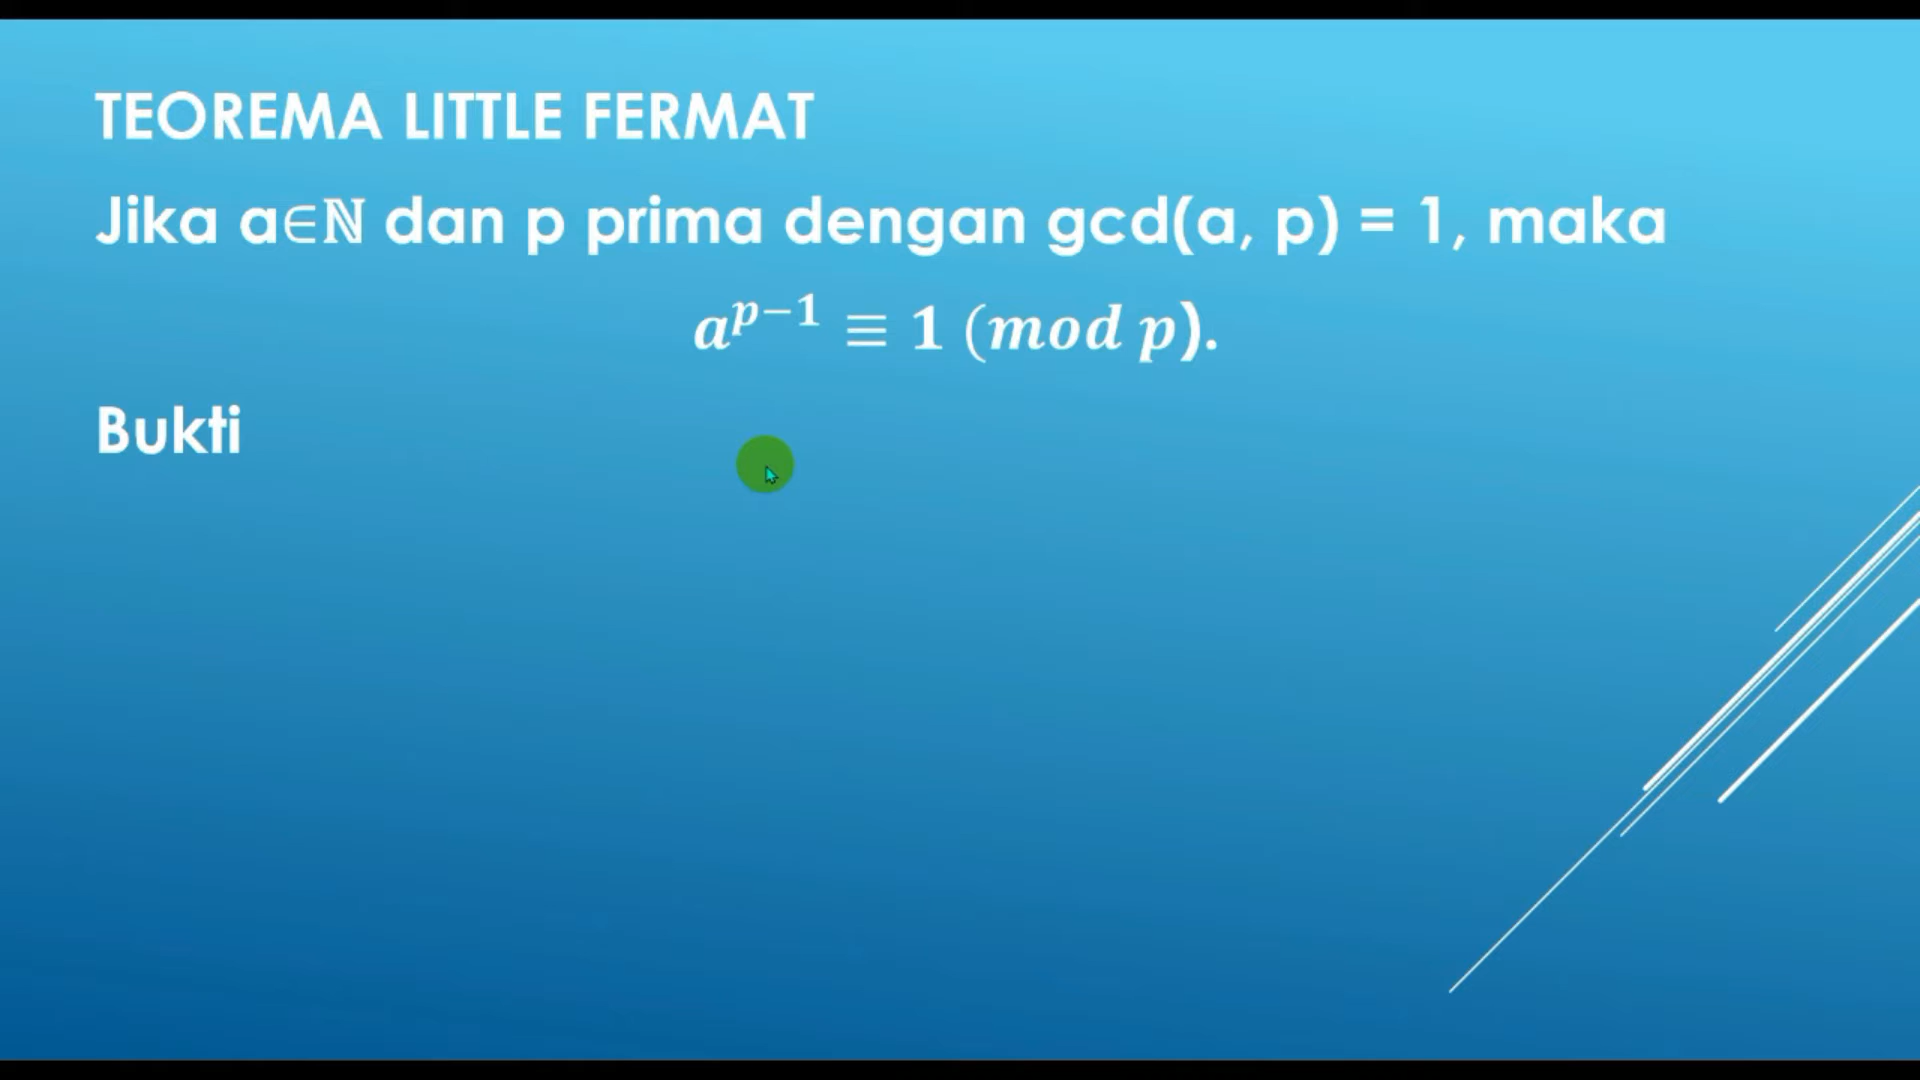 TEOREMA LITTLE FERMAT
Jika a∈ℕ dan p prima dengan gcd(a, p) = 1, maka
a^{p−1} ≡ 1 (mod p).
Bukti